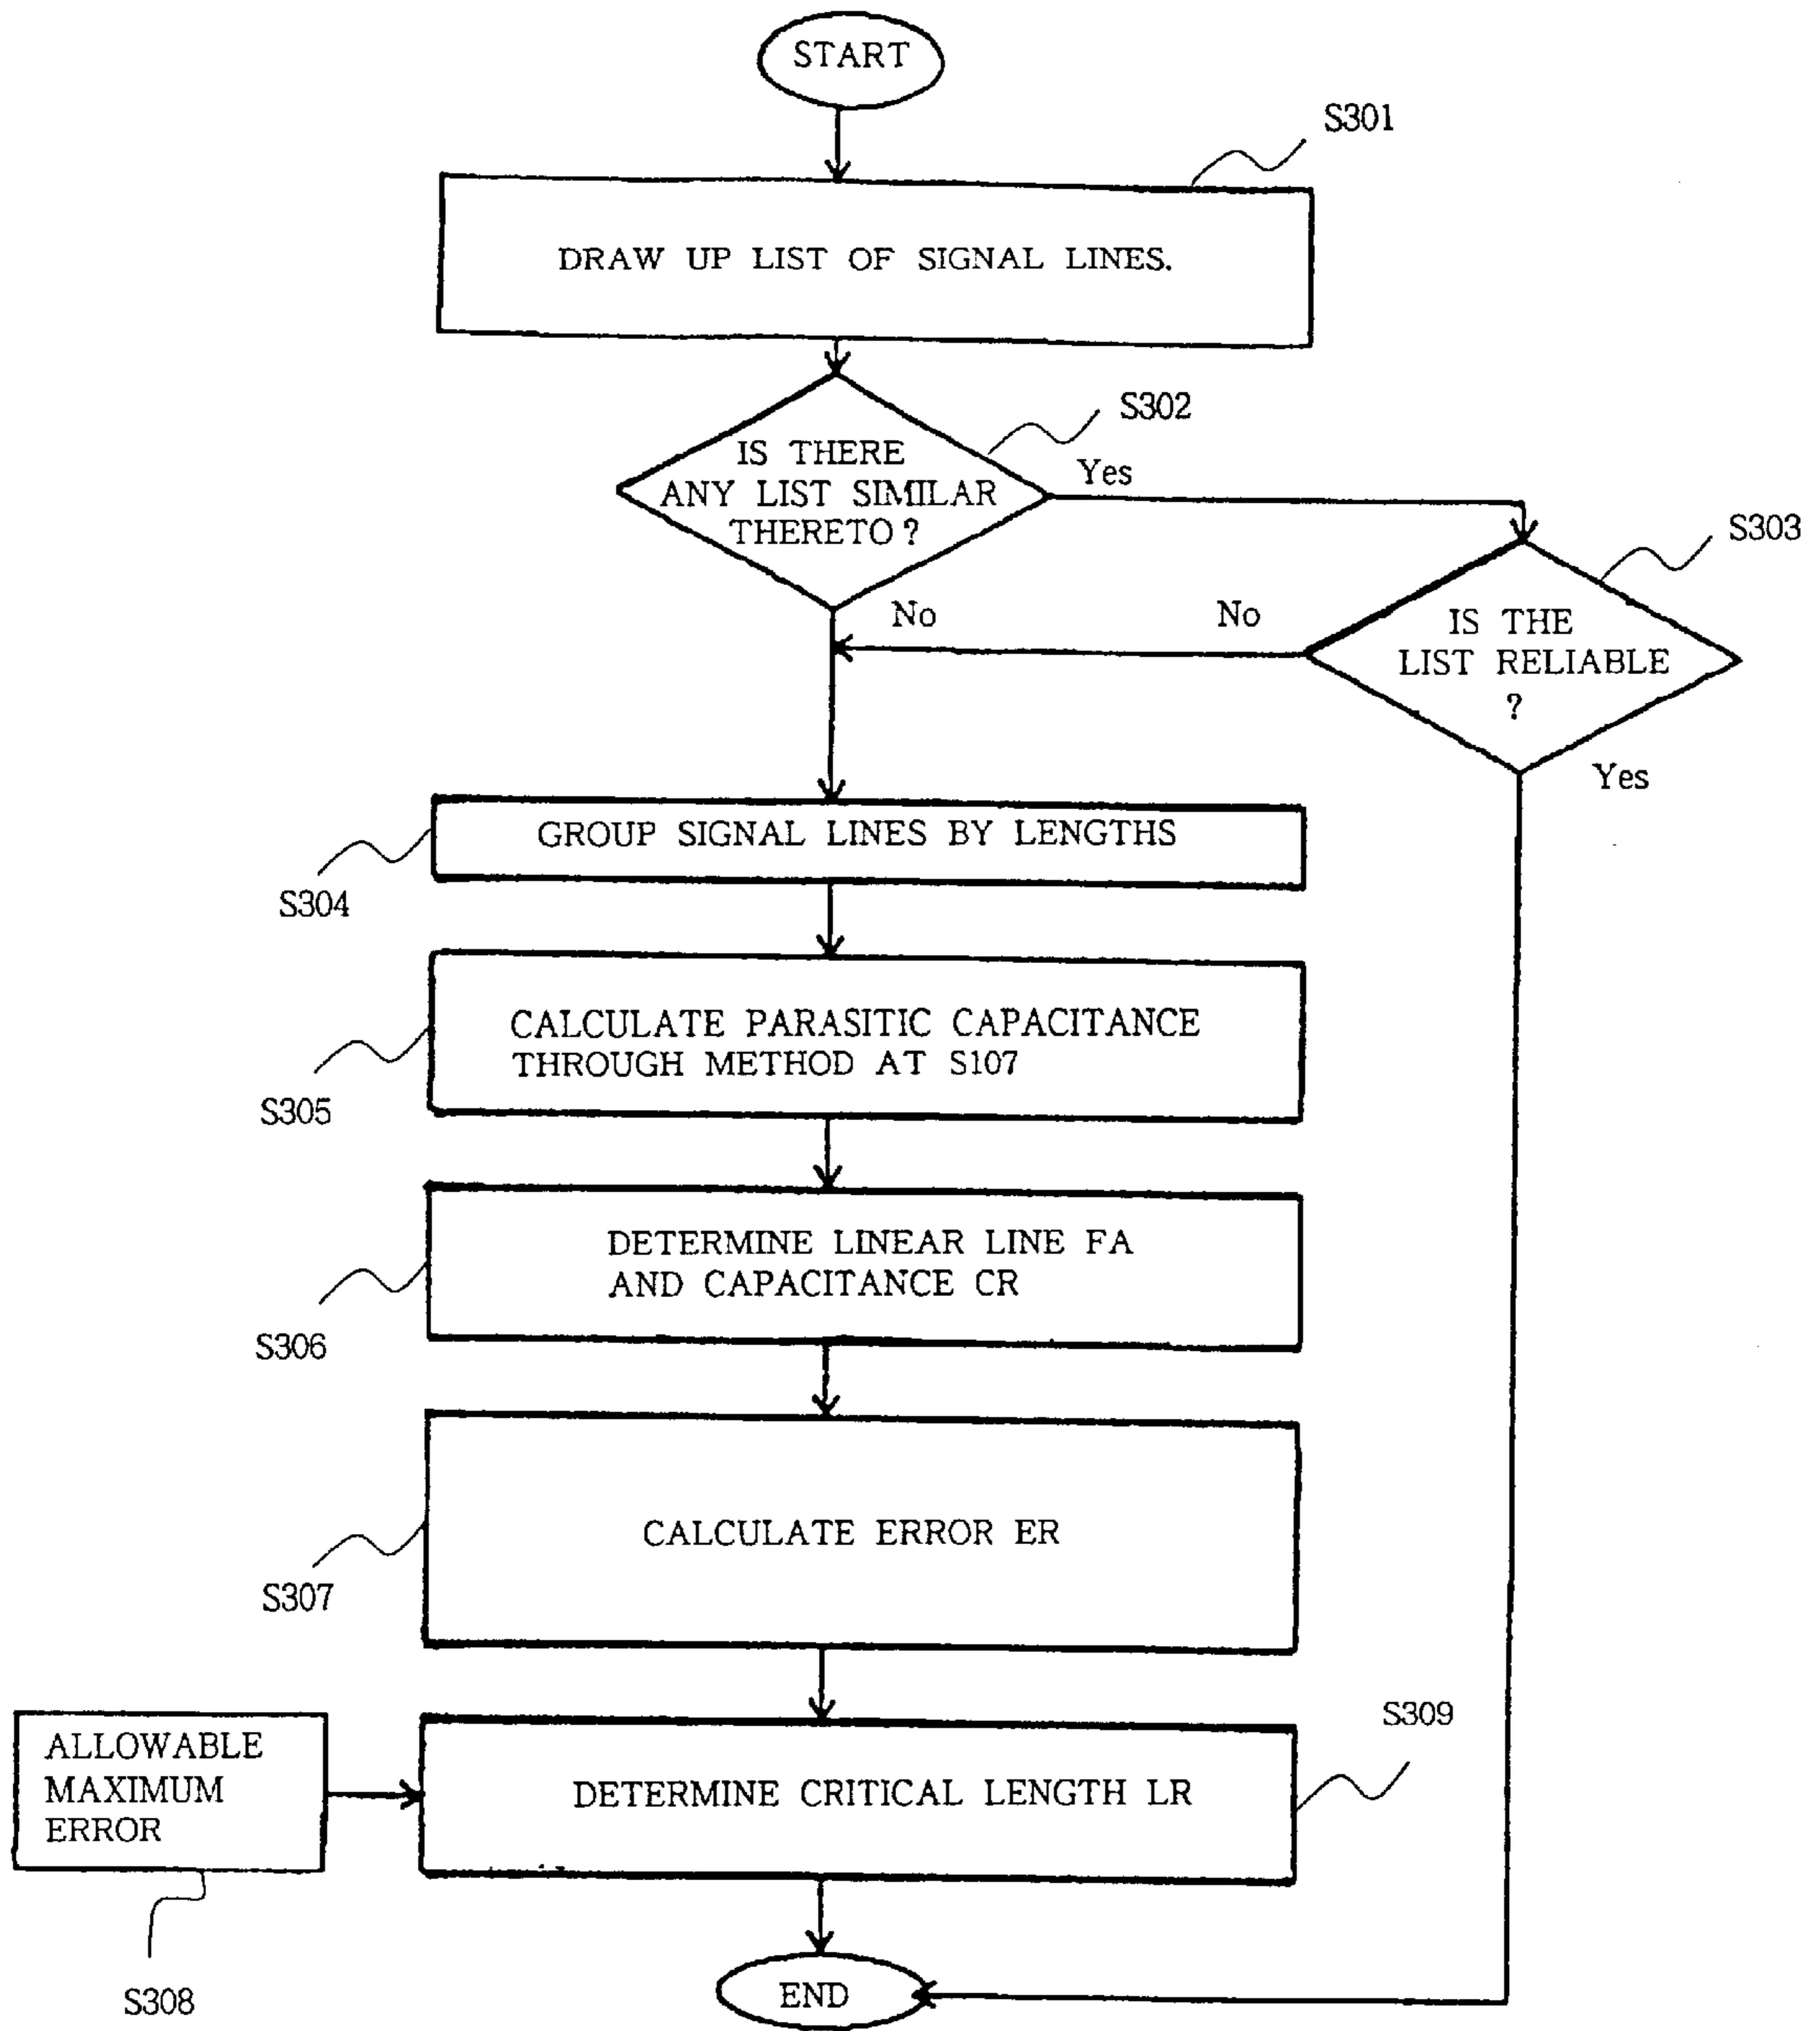 START
S301
DRAW UP LIST OF SIGNAL LINES.
S302
IS THERE
ANY LIST SIMILAR
THERETO ?
Yes
S303
No
No
IS THE
LIST RELIABLE
?
Yes
GROUP SIGNAL LINES BY LENGTHS
S304
CALCULATE PARASITIC CAPACITANCE
THROUGH METHOD AT S107
S305
DETERMINE LINEAR LINE FA
AND CAPACITANCE CR
S306
CALCULATE ERROR ER
S307
ALLOWABLE
MAXIMUM
ERROR
S308
S309
DETERMINE CRITICAL LENGTH LR
END